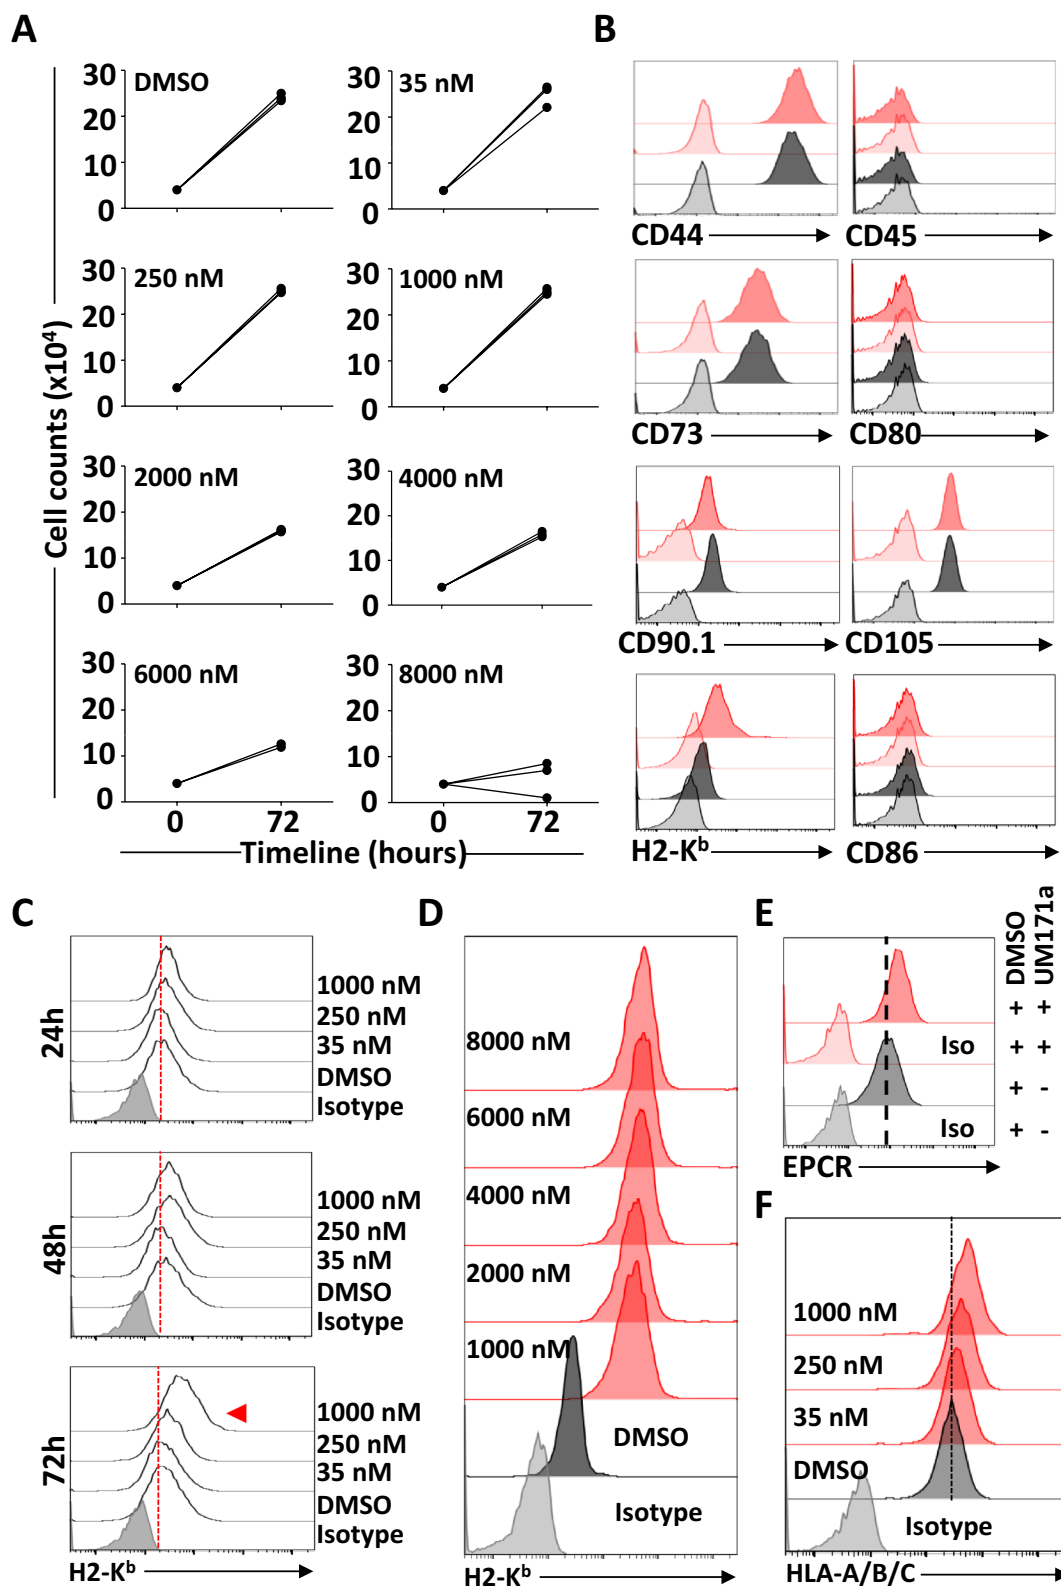 A
Cell counts (x10⁴)
DMSO
30
20
10
0
35 nM
30
20
10
0
250 nM
30
20
10
0
1000 nM
30
20
10
0
2000 nM
30
20
10
0
4000 nM
30
20
10
0
6000 nM
30
20
10
0
0 72
8000 nM
30
20
10
0
0 72
Timeline (hours)
B
CD44
CD45
CD73
CD80
CD90.1
CD105
H2-Kᵇ
CD86
C
24h
1000 nM
250 nM
35 nM
DMSO
Isotype
48h
1000 nM
250 nM
35 nM
DMSO
Isotype
72h
1000 nM
250 nM
35 nM
DMSO
Isotype
H2-Kᵇ
D
8000 nM
6000 nM
4000 nM
2000 nM
1000 nM
DMSO
Isotype
H2-Kᵇ
E
DMSO
UM171a
+ +
Iso + +
+ -
Iso + -
EPCR
F
1000 nM
250 nM
35 nM
DMSO
Isotype
HLA-A/B/C